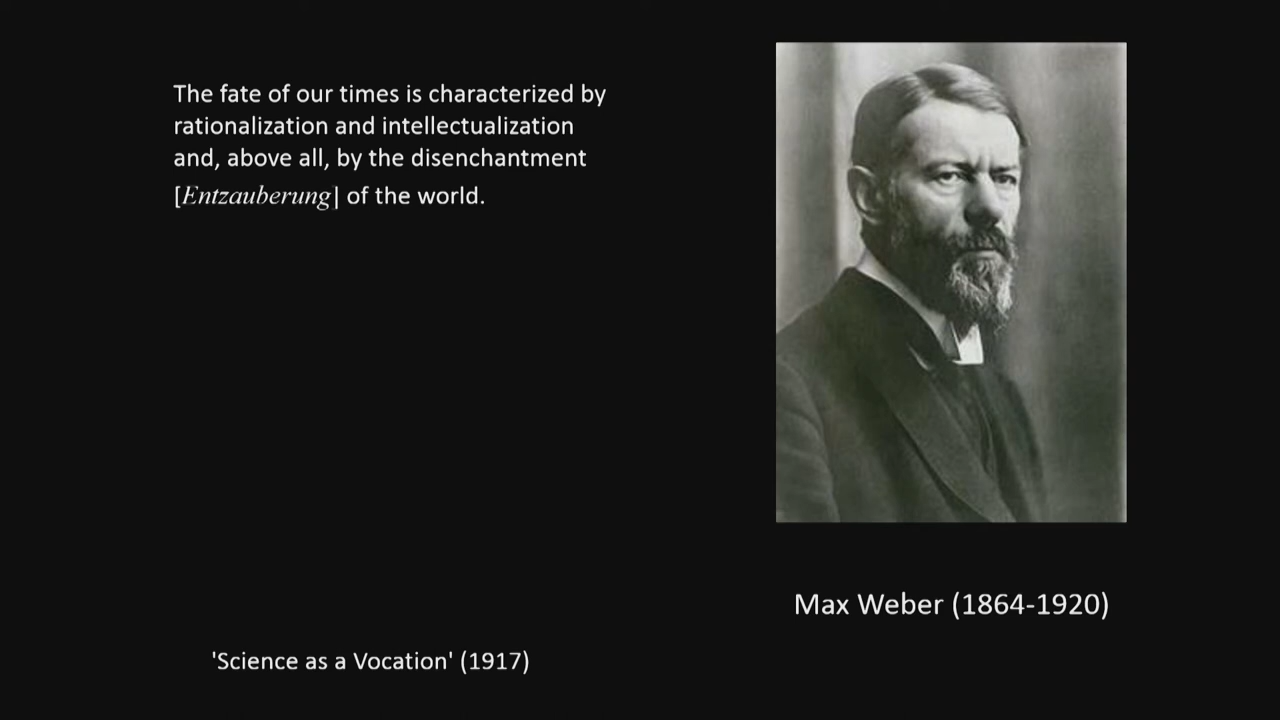 The fate of our times is characterized by
rationalization and intellectualization
and, above all, by the disenchantment
[Entzauberung] of the world.
Max Weber (1864-1920)
'Science as a Vocation' (1917)